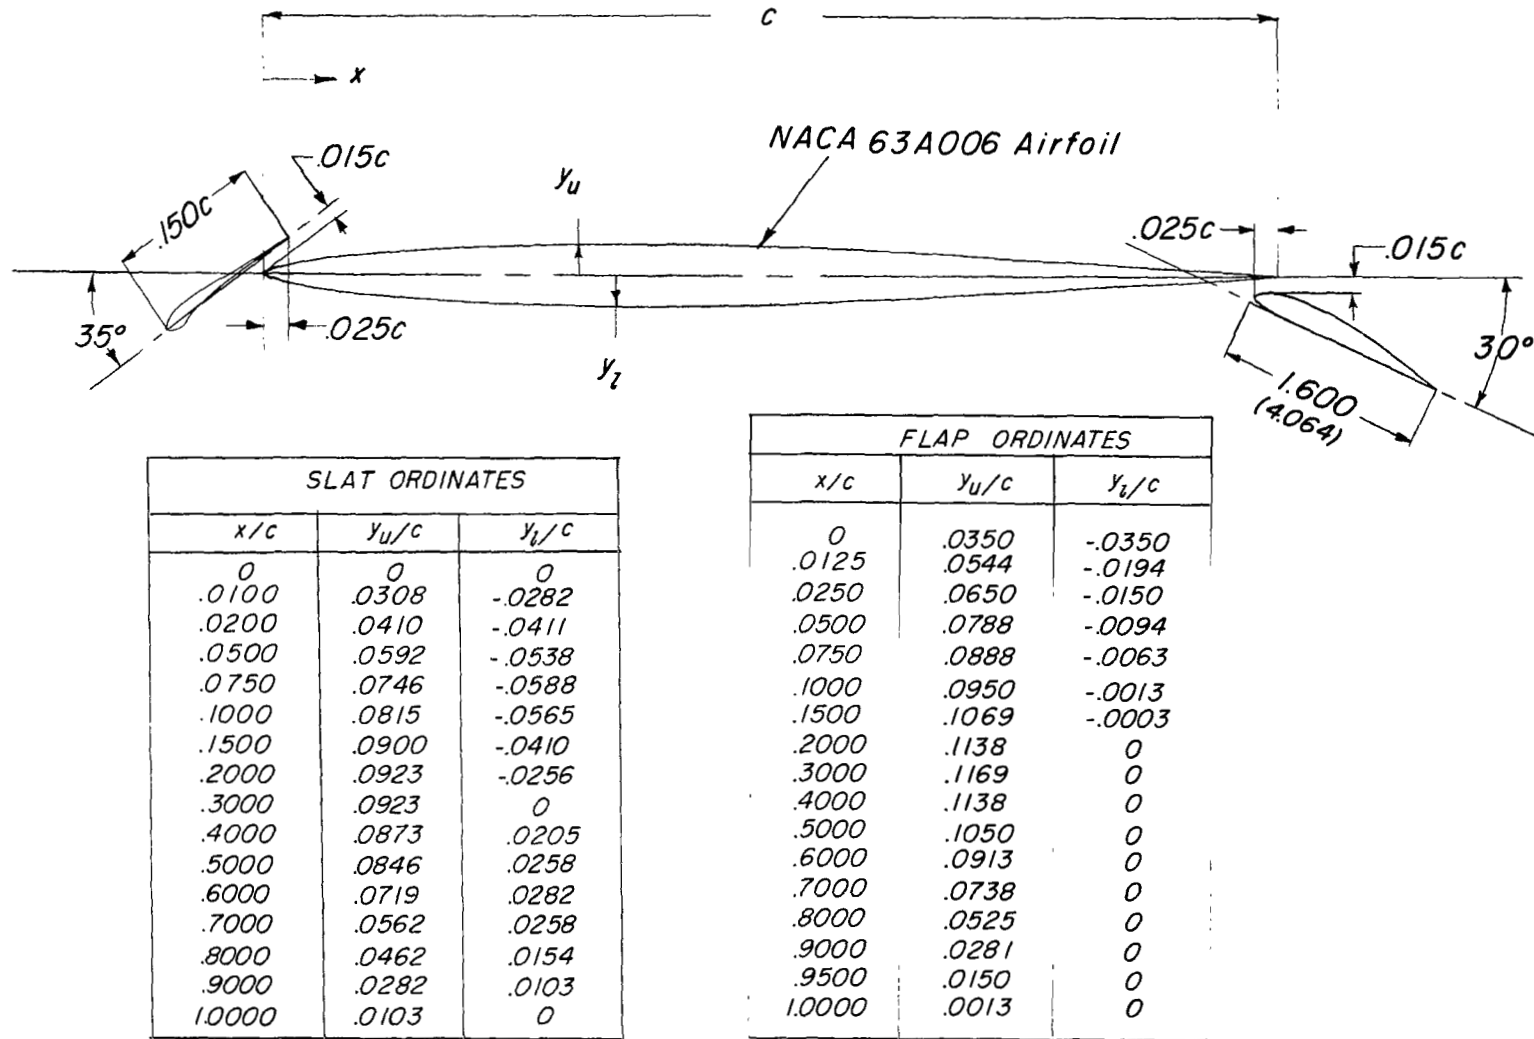 c
x
NACA 63A006 Airfoil
.015c
y_u
.150c
.025c
.015c
35°
.025c
30°
y_l
1.600
(4.064)
SLAT ORDINATES
x/c y_u/c y_l/c
0 0 0
.0100 .0308 -.0282
.0200 .0410 -.0411
.0500 .0592 -.0538
.0750 .0746 -.0588
.1000 .0815 -.0565
.1500 .0900 -.0410
.2000 .0923 -.0256
.3000 .0923 0
.4000 .0873 .0205
.5000 .0846 .0258
.6000 .0719 .0282
.7000 .0562 .0258
.8000 .0462 .0154
.9000 .0282 .0103
1.0000 .0103 0
FLAP ORDINATES
x/c y_u/c y_l/c
0 .0350 -.0350
.0125 .0544 -.0194
.0250 .0650 -.0150
.0500 .0788 -.0094
.0750 .0888 -.0063
.1000 .0950 -.0013
.1500 .1069 -.0003
.2000 .1138 0
.3000 .1169 0
.4000 .1138 0
.5000 .1050 0
.6000 .0913 0
.7000 .0738 0
.8000 .0525 0
.9000 .0281 0
.9500 .0150 0
1.0000 .0013 0